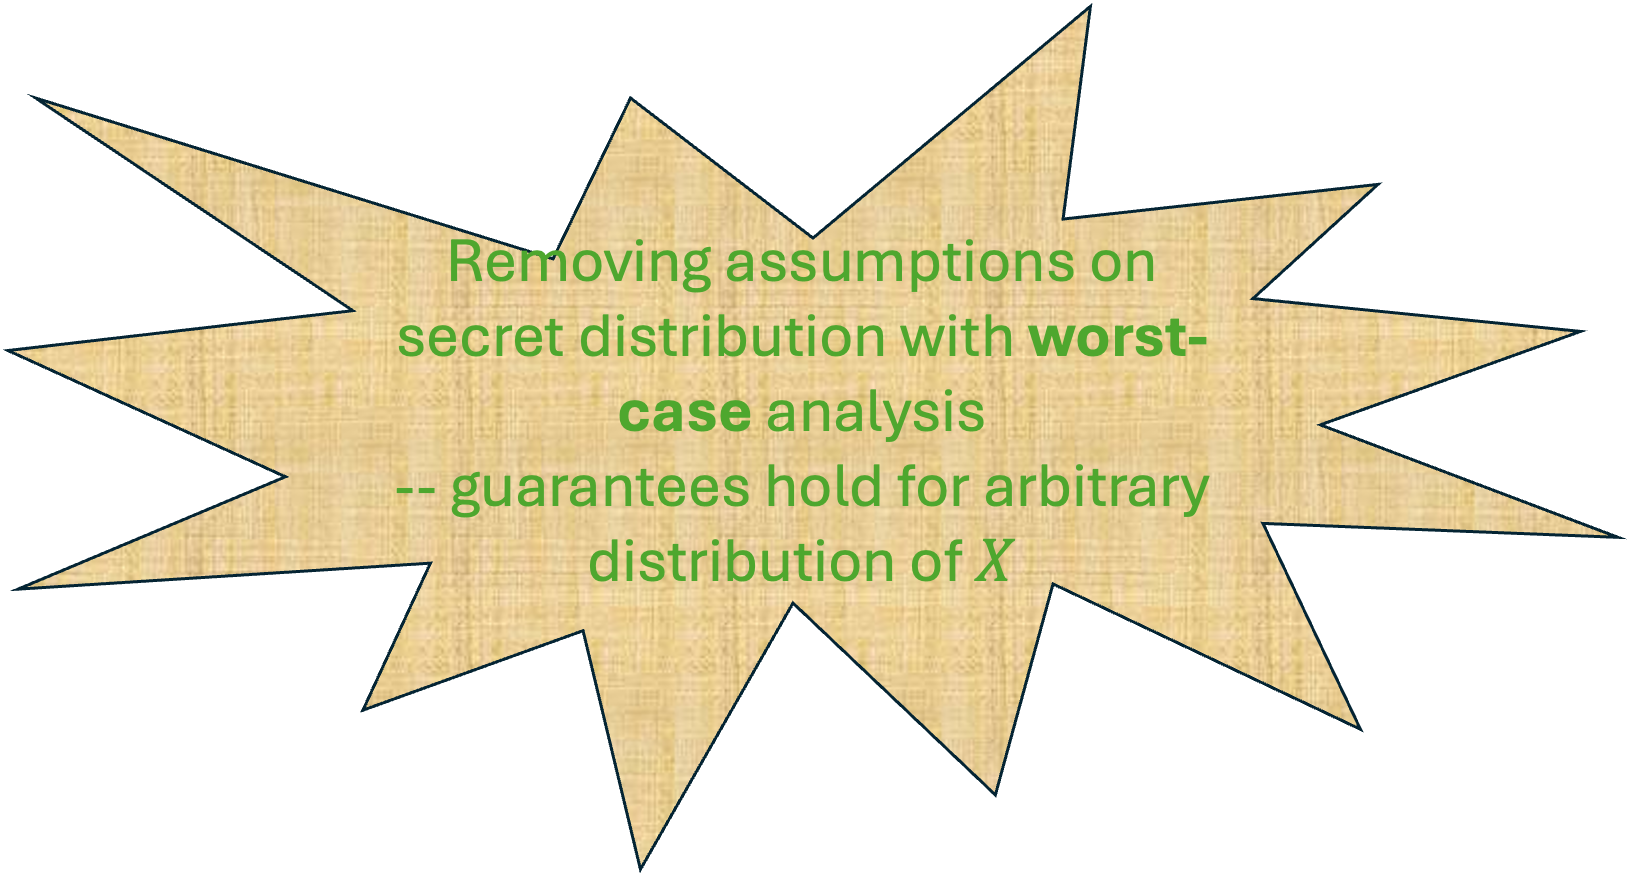 Removing assumptions on
secret distribution with worst-
case analysis
-- guarantees hold for arbitrary
distribution of X